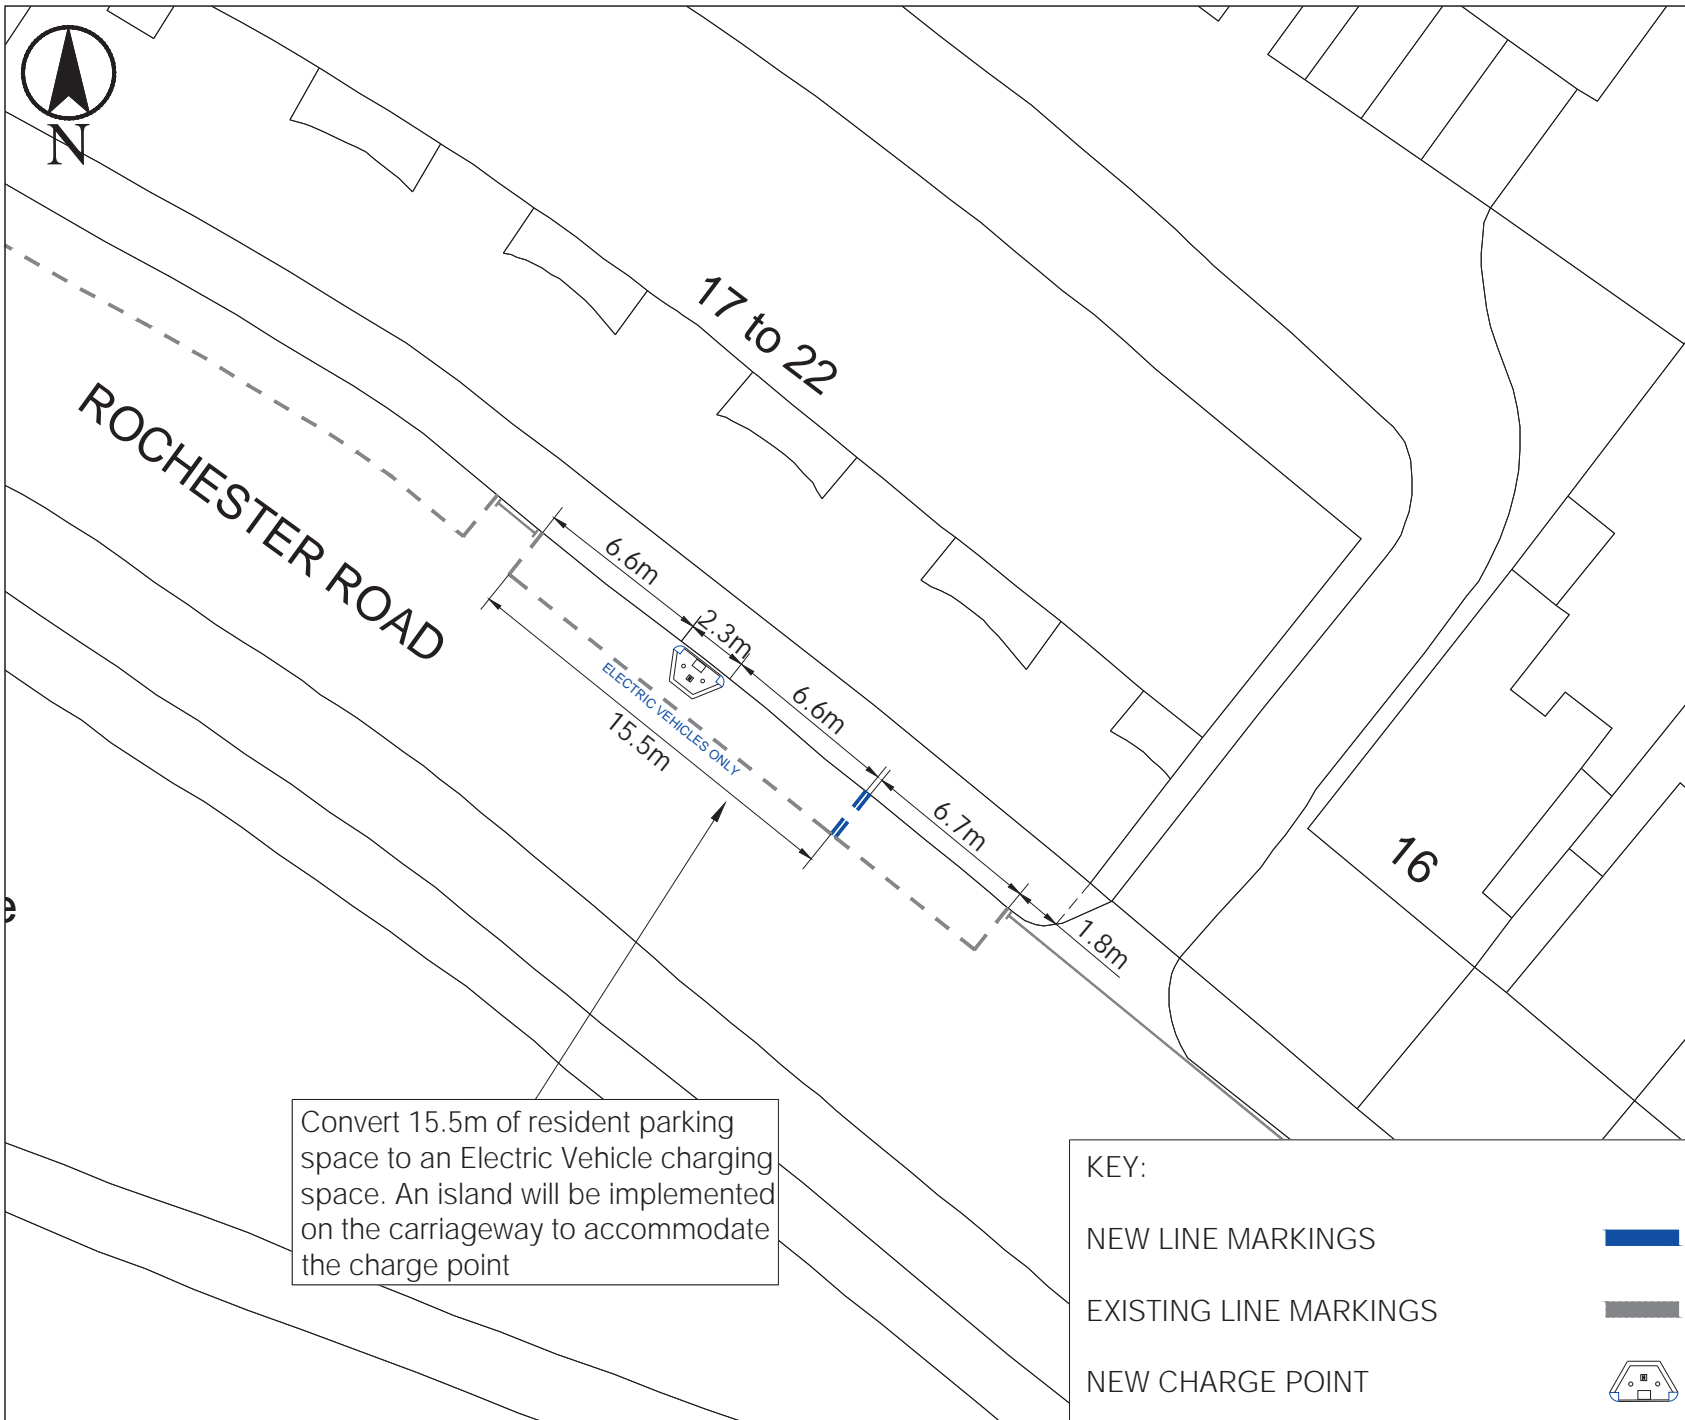 N
17 to 22
ROCHESTER ROAD
6.6m
2.3m
6.6m
ELECTRIC VEHICLES ONLY
15.5m
6.7m
16
e
1.8m
Convert 15.5m of resident parking
space to an Electric Vehicle charging
space. An island will be implemented
on the carriageway to accommodate
the charge point
KEY:
NEW LINE MARKINGS
EXISTING LINE MARKINGS
NEW CHARGE POINT